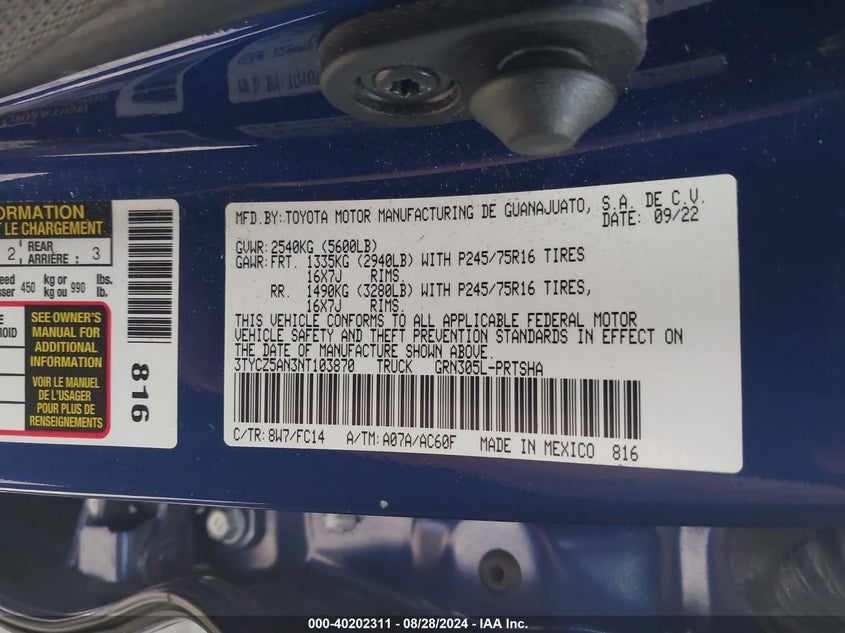 ORMATION
LE CHARGEMENT
2 REAR ARRIÈRE : 3
450 kg or kg ou 990 lbs. lb.
SEE OWNER'S
MANUAL FOR
ADDITIONAL
INFORMATION
VOIR LE MANUEL
DE L'USAGER
POUR PLUS DE
RENSEIGNEMENTS
816
MFD.BY:TOYOTA MOTOR MANUFACTURING DE GUANAJUATO, S.A. DE C.V.
DATE: 09/22
GVWR:2540KG (5600LB)
GAWR:FRT. 1335KG (2940LB) WITH P245/75R16 TIRES
16X7J RIMS.
RR. 1490KG (3280LB) WITH P245/75R16 TIRES,
16X7J RIMS.
THIS VEHICLE CONFORMS TO ALL APPLICABLE FEDERAL MOTOR
VEHICLE SAFETY AND THEFT PREVENTION STANDARDS IN EFFECT ON
THE DATE OF MANUFACTURE SHOWN ABOVE.
3TYCZ5AN3NT103870 TRUCK GRN305L-PRTSHA
C/TR:8W7/FC14 A/TM:A07A/AC60F MADE IN MEXICO 816
000-40202311 - 08/28/2024 - IAA Inc.